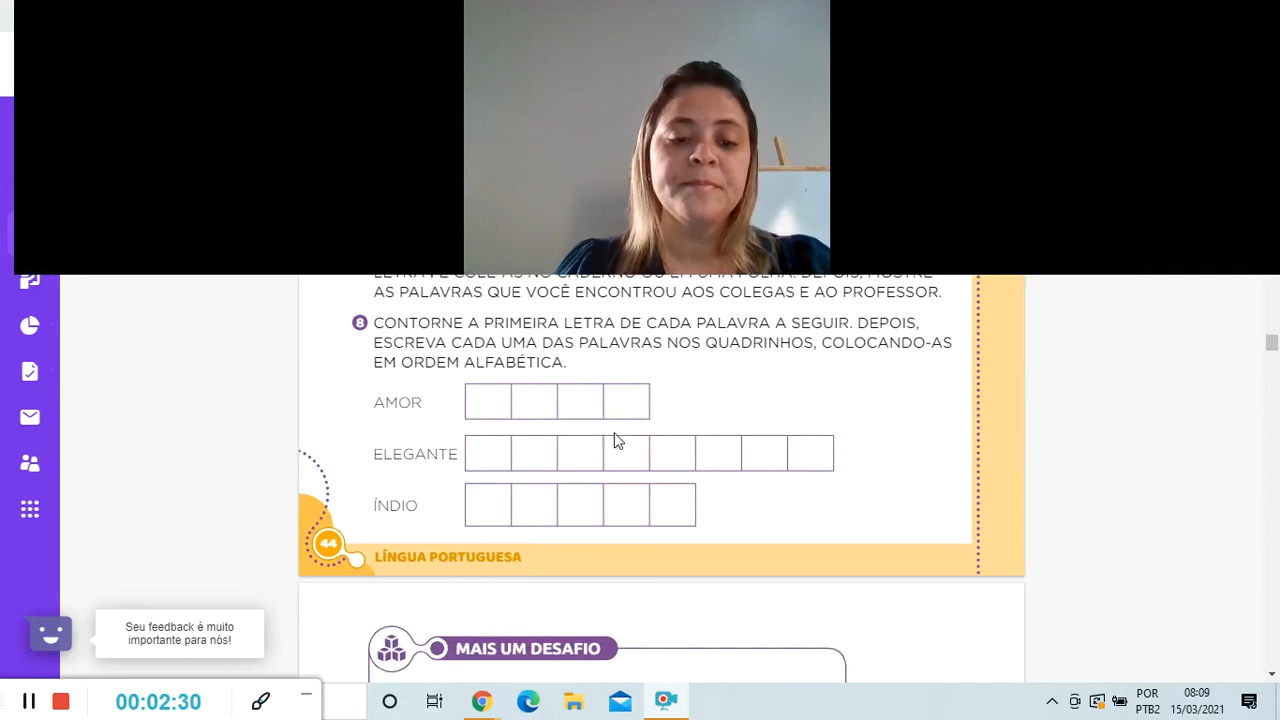 AS PALAVRAS QUE VOCÊ ENCONTROU AOS COLEGAS E AO PROFESSOR.
8 CONTORNE A PRIMEIRA LETRA DE CADA PALAVRA A SEGUIR. DEPOIS,
ESCREVA CADA UMA DAS PALAVRAS NOS QUADRINHOS, COLOCANDO-AS
EM ORDEM ALFABÉTICA.
AMOR
ELEGANTE
ÍNDIO
44
LÍNGUA PORTUGUESA
Seu feedback é muito
importante para nós!
MAIS UM DESAFIO
00:02:30
POR
PTB2
08:09
15/03/2021